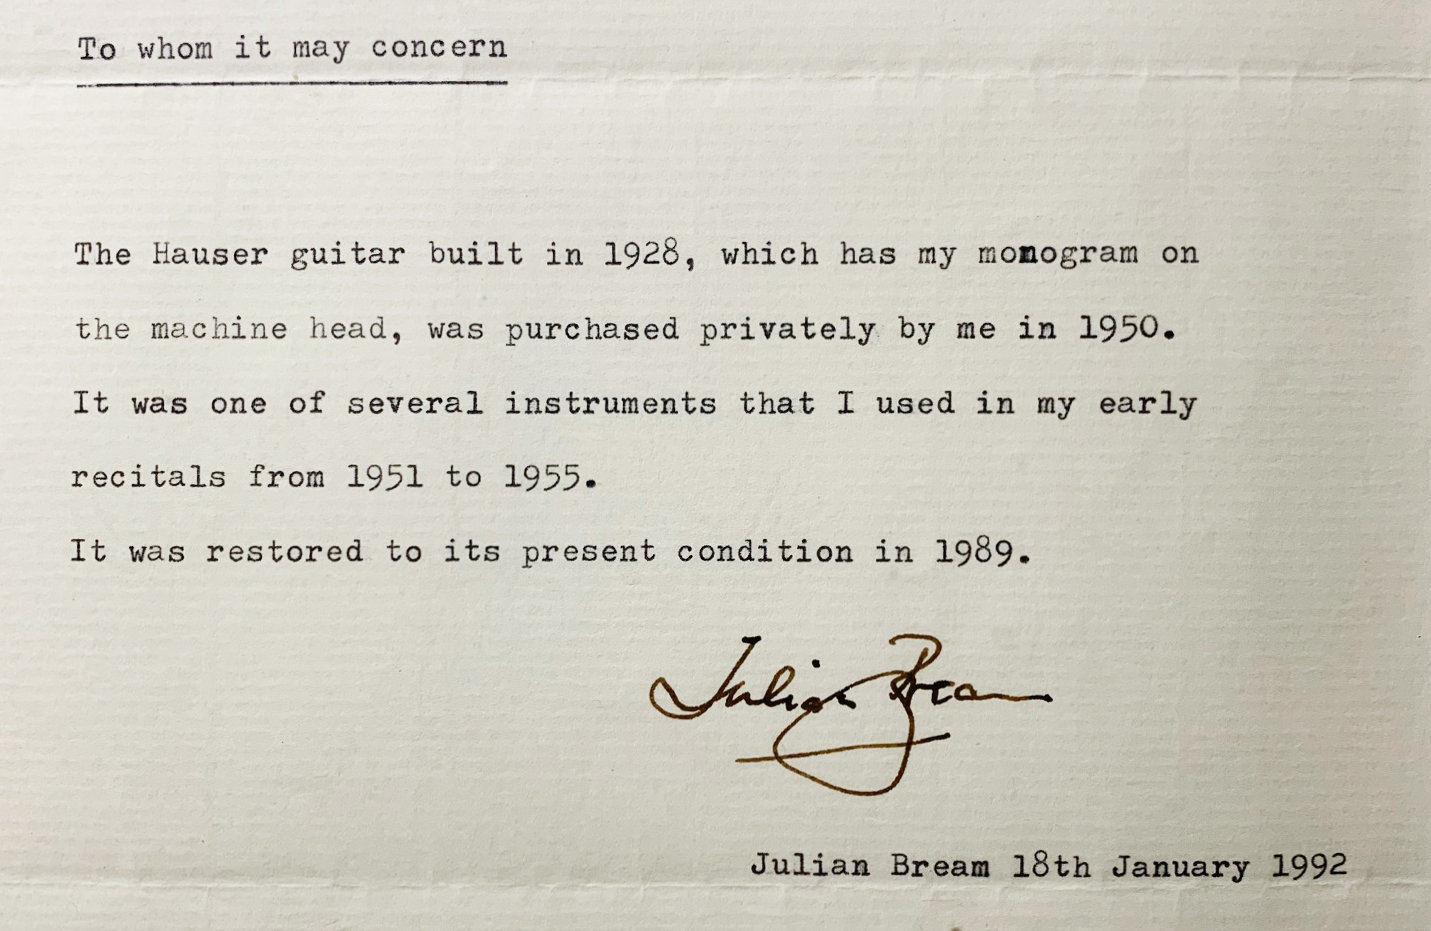 To whom it may concern
The Hauser guitar built in 1928, which has my monogram on
the machine head, was purchased privately by me in 1950.
It was one of several instruments that I used in my early
recitals from 1951 to 1955.
It was restored to its present condition in 1989.
Julian Bream
Julian Bream 18th January 1992